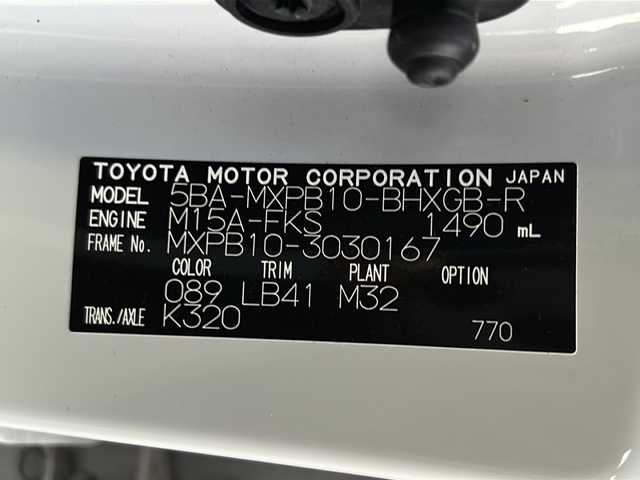 TOYOTA MOTOR CORPORATION JAPAN
MODEL 5BA-MXPB10-BHXGB-R
ENGINE M15A-FKS 1490 mL
FRAME No. MXPB10-3030167
COLOR TRIM PLANT OPTION
089 LB41 M32
TRANS./AXLE K320
770